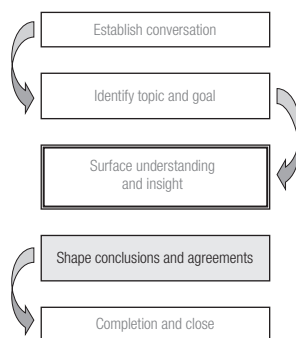 Establish conversation
Identify topic and goal
Surface understanding
and insight
Shape conclusions and agreements
Completion and close